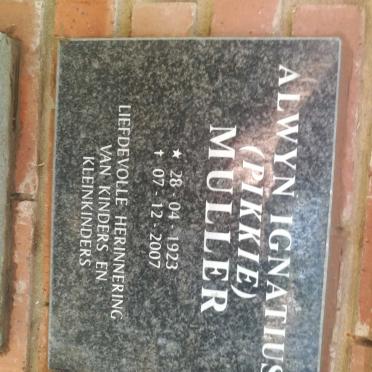 ALWYN IGNATIUS
(PIKKIE)
MULLER
★ 28 - 04 - 1923
† 07 - 12 - 2007
LIEFDEVOLLE HERINNERING
VAN KINDERS EN
KLEINKINDERS